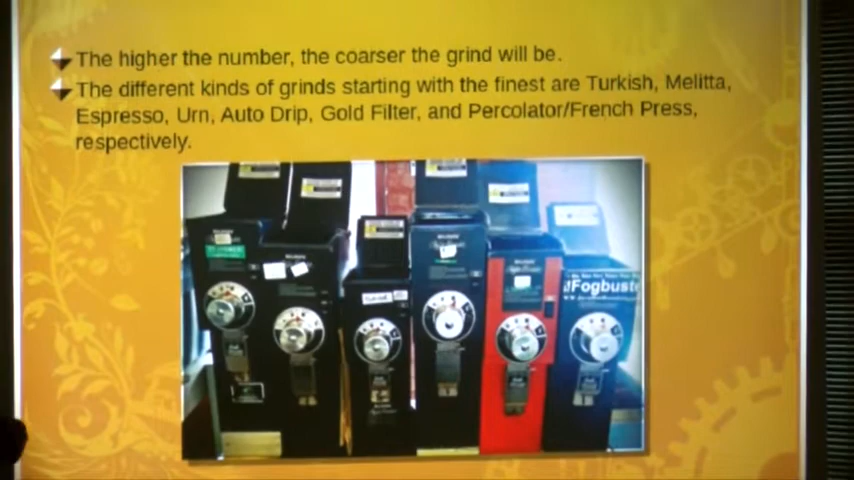 The higher the number, the coarser the grind will be.
The different kinds of grinds starting with the finest are Turkish, Melitta,
Espresso, Urn, Auto Drip, Gold Filter, and Percolator/French Press,
respectively.
Fogbuste